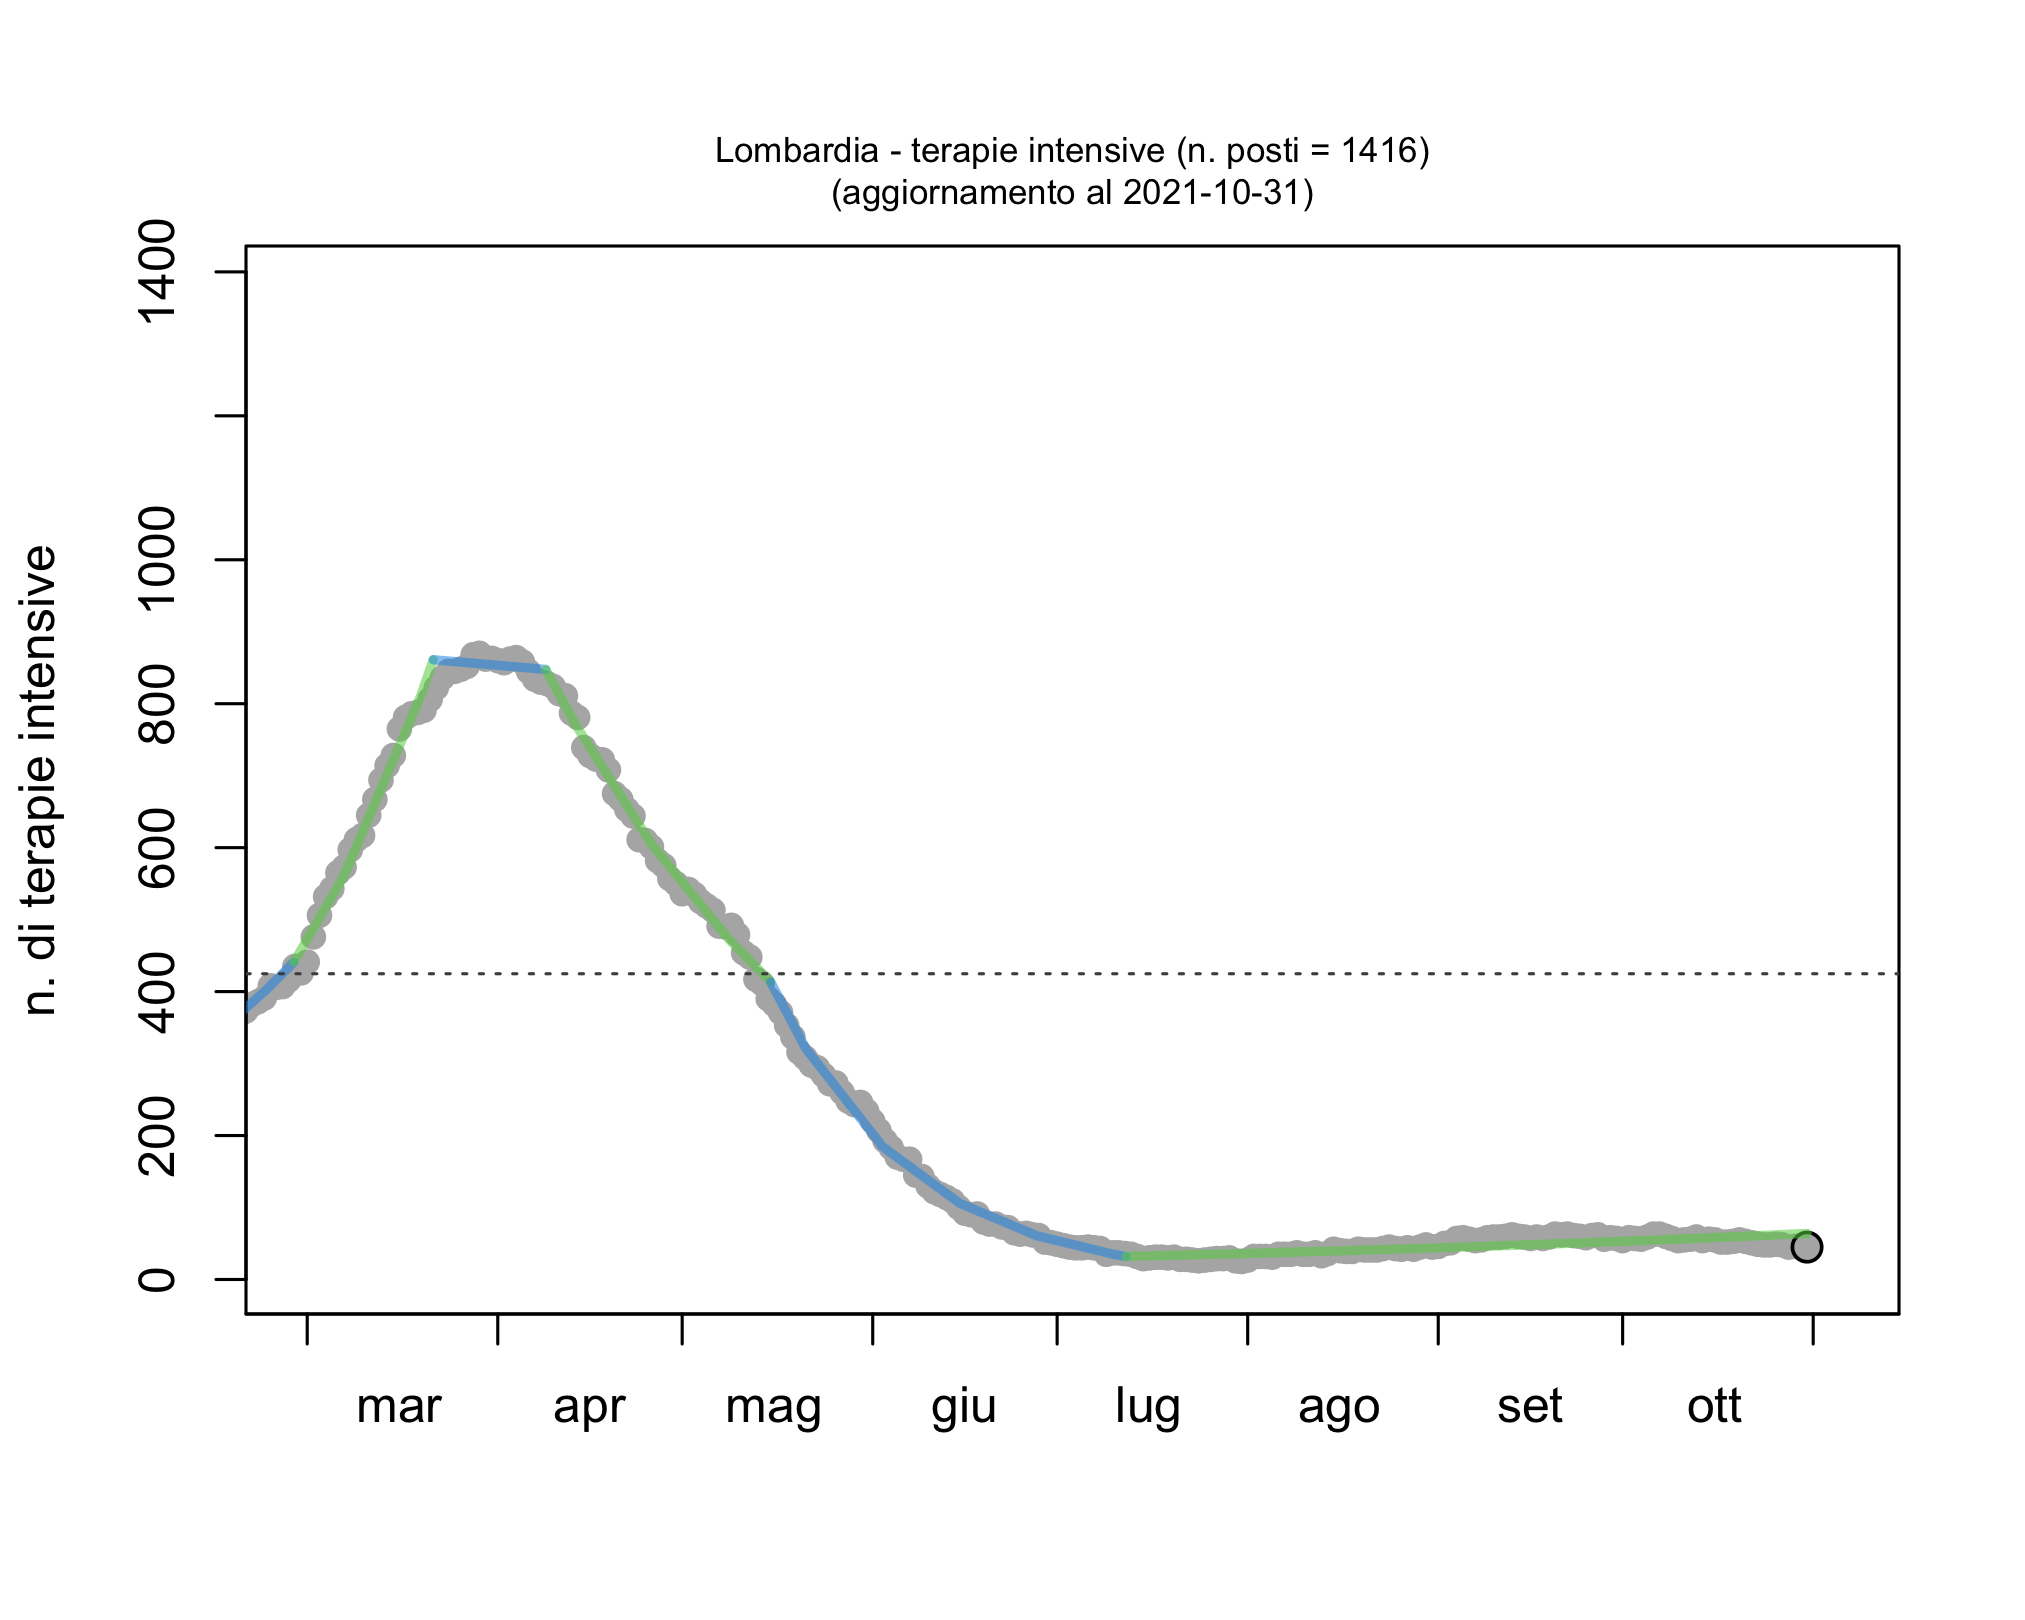 Lombardia - terapie intensive (n. posti = 1416)
(aggiornamento al 2021-10-31)
n. di terapie intensive
1400
1000
800
600
400
200
0
mar apr mag giu lug ago set ott